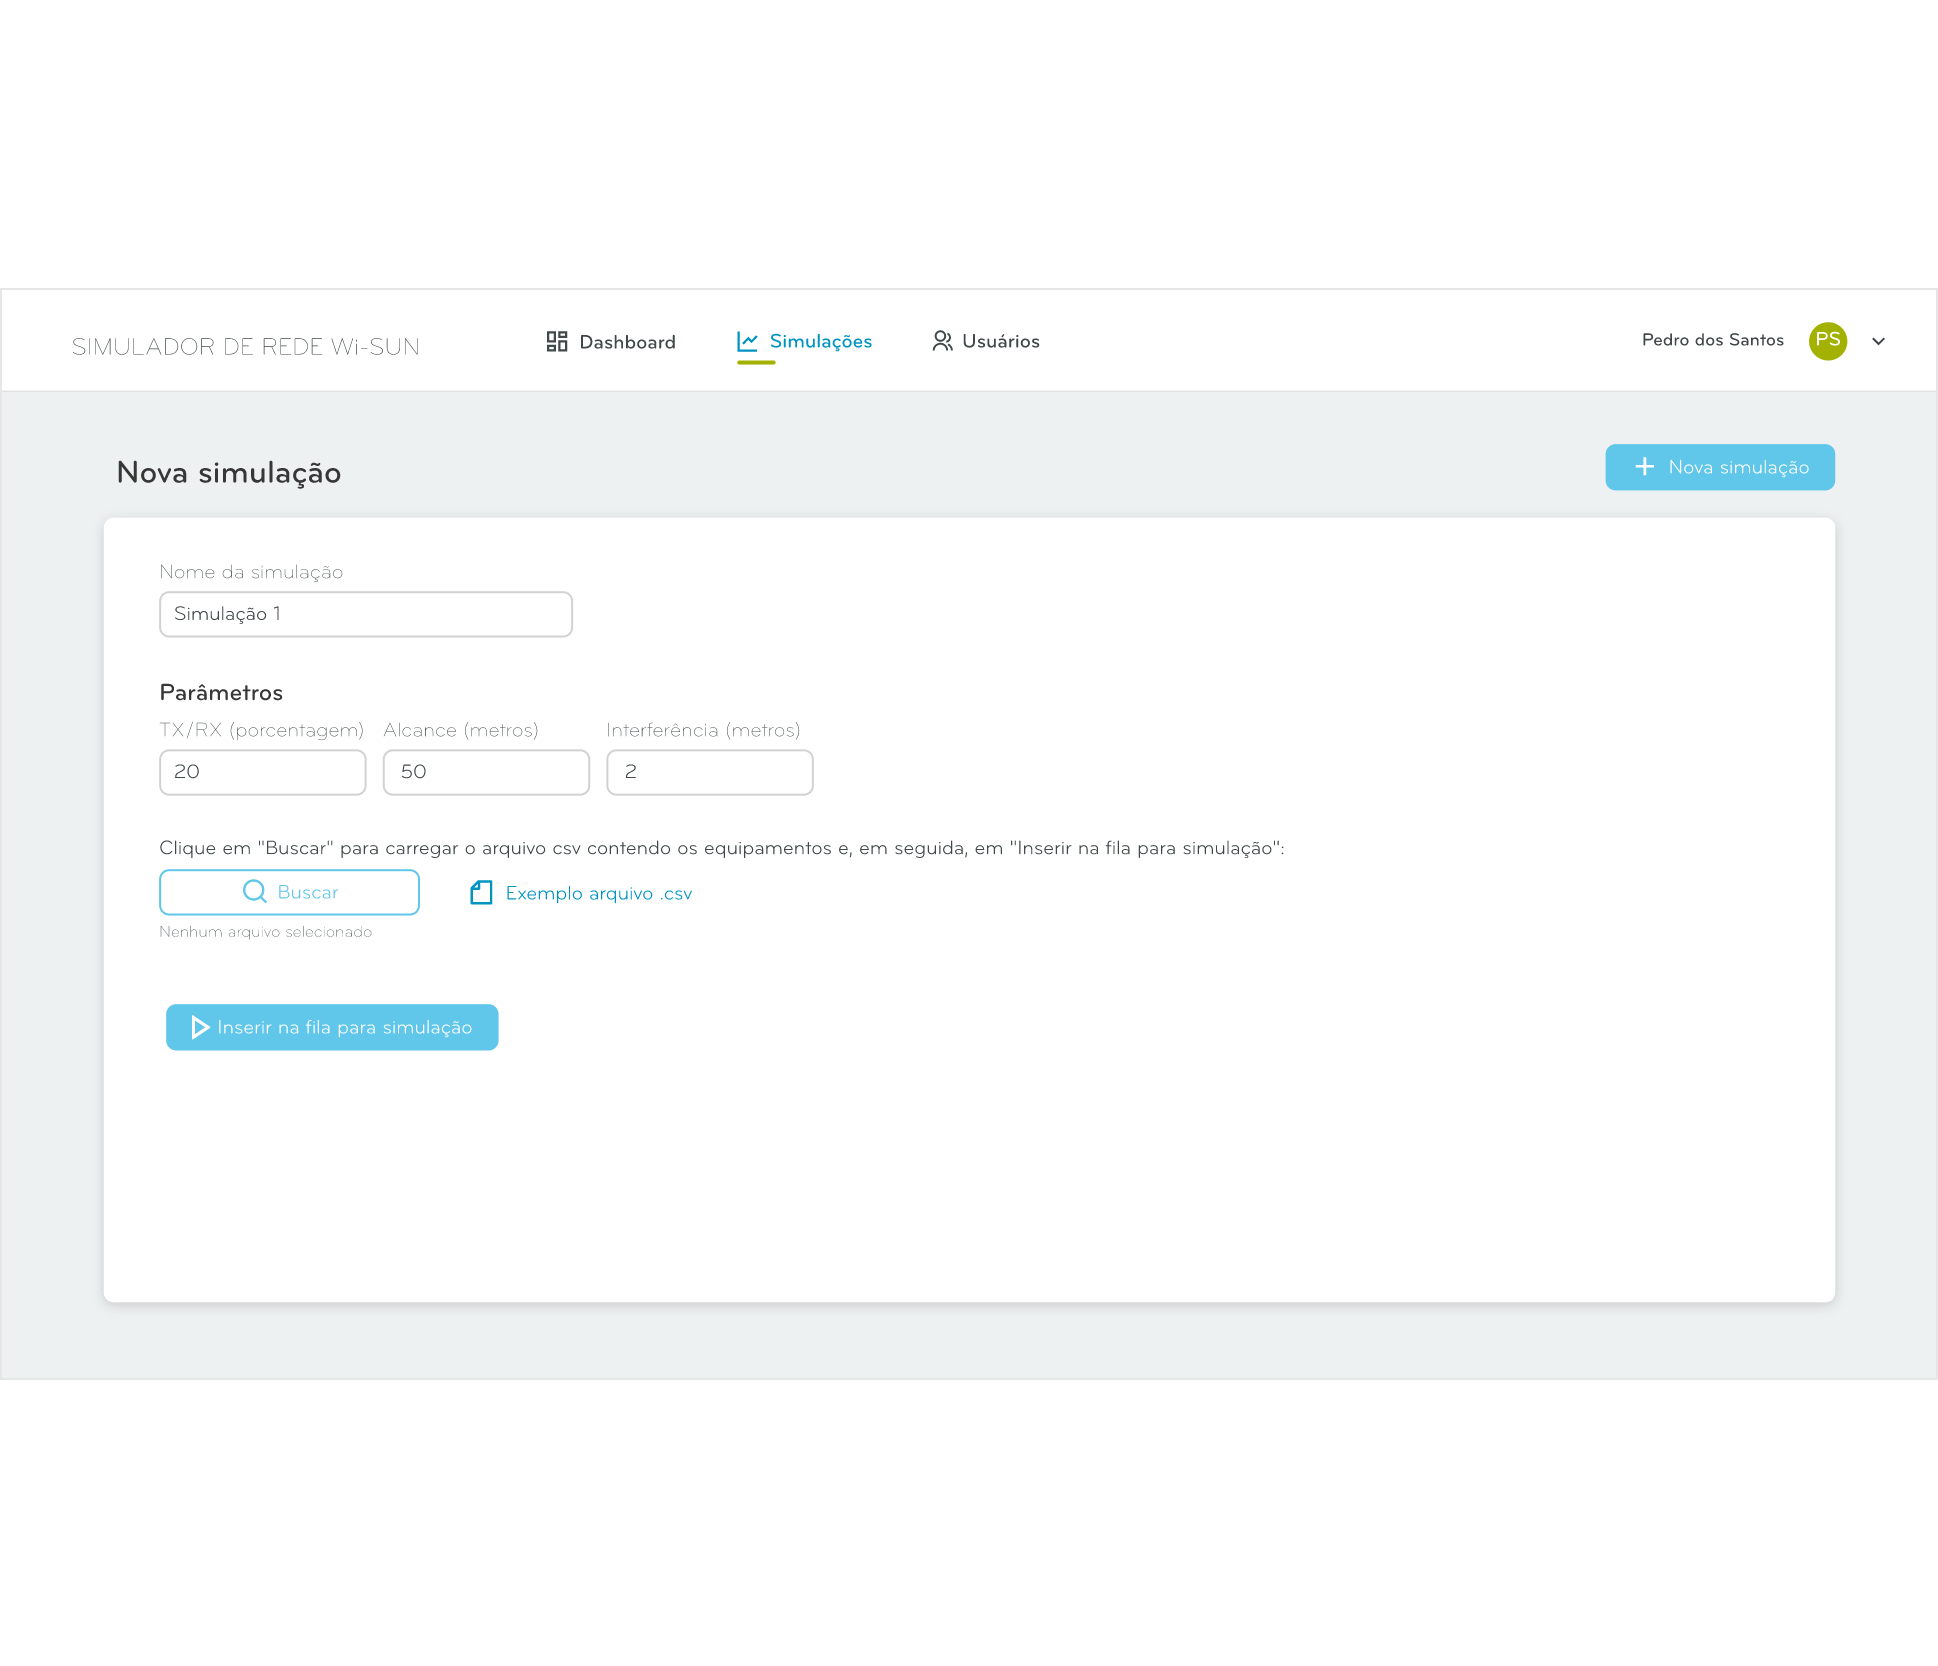 SIMULADOR DE REDE Wi-SUN
Dashboard
Simulações
Usuários
Pedro dos Santos
PS
Nova simulação
Nova simulação
Nome da simulação
Simulação 1
Parâmetros
TX/RX (porcentagem) Alcance (metros) Interferência (metros)
20 50 2
Clique em "Buscar" para carregar o arquivo csv contendo os equipamentos e, em seguida, em "Inserir na fila para simulação":
Buscar
Exemplo arquivo .csv
Nenhum arquivo selecionado
Inserir na fila para simulação